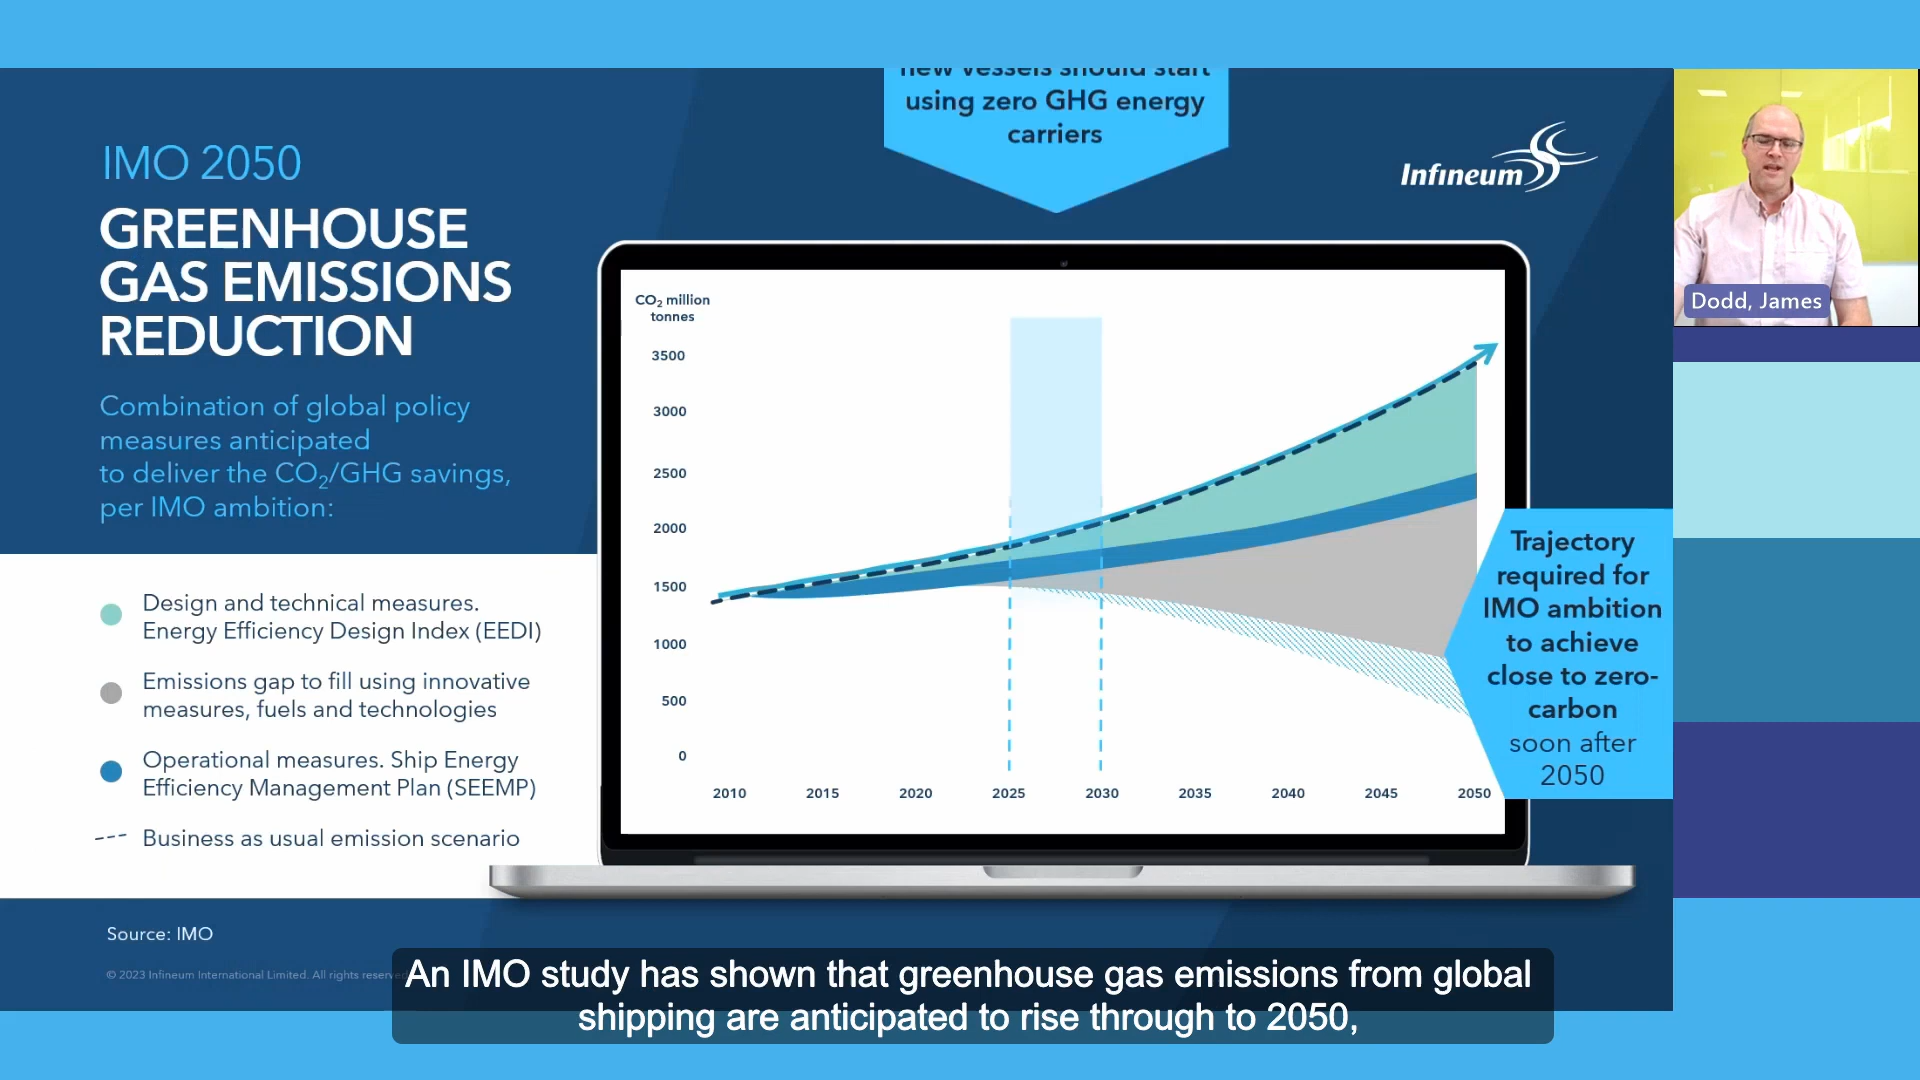 new vessels should start
using zero GHG energy
carriers
IMO 2050
GREENHOUSE
GAS EMISSIONS
REDUCTION
Infineum
Combination of global policy
measures anticipated
to deliver the CO₂/GHG savings,
per IMO ambition:
Design and technical measures.
Energy Efficiency Design Index (EEDI)
Emissions gap to fill using innovative
measures, fuels and technologies
Operational measures. Ship Energy
Efficiency Management Plan (SEEMP)
Business as usual emission scenario
CO₂ million
tonnes
3500
3000
2500
2000
1500
1000
500
0
2010 2015 2020 2025 2030 2035 2040 2045 2050
Trajectory
required for
IMO ambition
to achieve
close to zero-
carbon
soon after
2050
Dodd, James
Source: IMO
© 2023 Infineum International Limited. All rights reserved
An IMO study has shown that greenhouse gas emissions from global
shipping are anticipated to rise through to 2050,